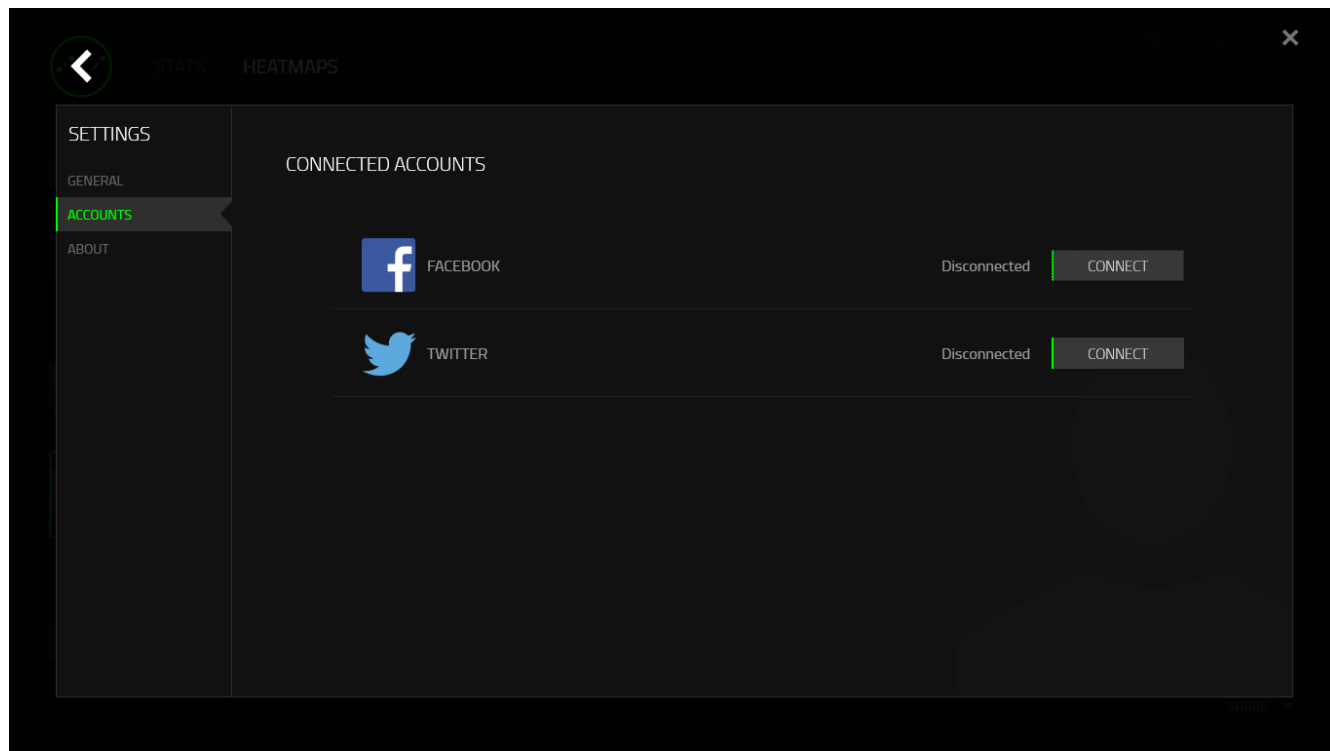 STATS HEATMAPS
SETTINGS
GENERAL
ACCOUNTS
ABOUT
CONNECTED ACCOUNTS
FACEBOOK Disconnected CONNECT
TWITTER Disconnected CONNECT
SHARE